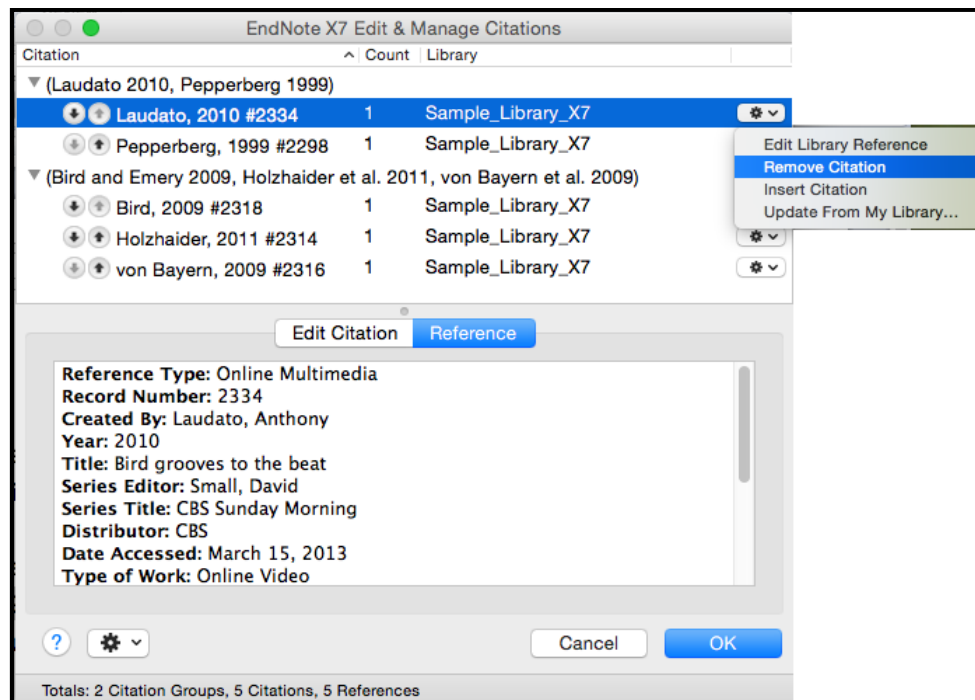 EndNote X7 Edit & Manage Citations
Citation Count Library
(Laudato 2010, Pepperberg 1999)
Laudato, 2010 #2334 1 Sample_Library_X7
Pepperberg, 1999 #2298 1 Sample_Library_X7
Edit Library Reference
Remove Citation
Insert Citation
Update From My Library...
(Bird and Emery 2009, Holzhaider et al. 2011, von Bayern et al. 2009)
Bird, 2009 #2318 1 Sample_Library_X7
Holzhaider, 2011 #2314 1 Sample_Library_X7
von Bayern, 2009 #2316 1 Sample_Library_X7
Edit Citation Reference
Reference Type: Online Multimedia
Record Number: 2334
Created By: Laudato, Anthony
Year: 2010
Title: Bird grooves to the beat
Series Editor: Small, David
Series Title: CBS Sunday Morning
Distributor: CBS
Date Accessed: March 15, 2013
Type of Work: Online Video
? Cancel OK
Totals: 2 Citation Groups, 5 Citations, 5 References